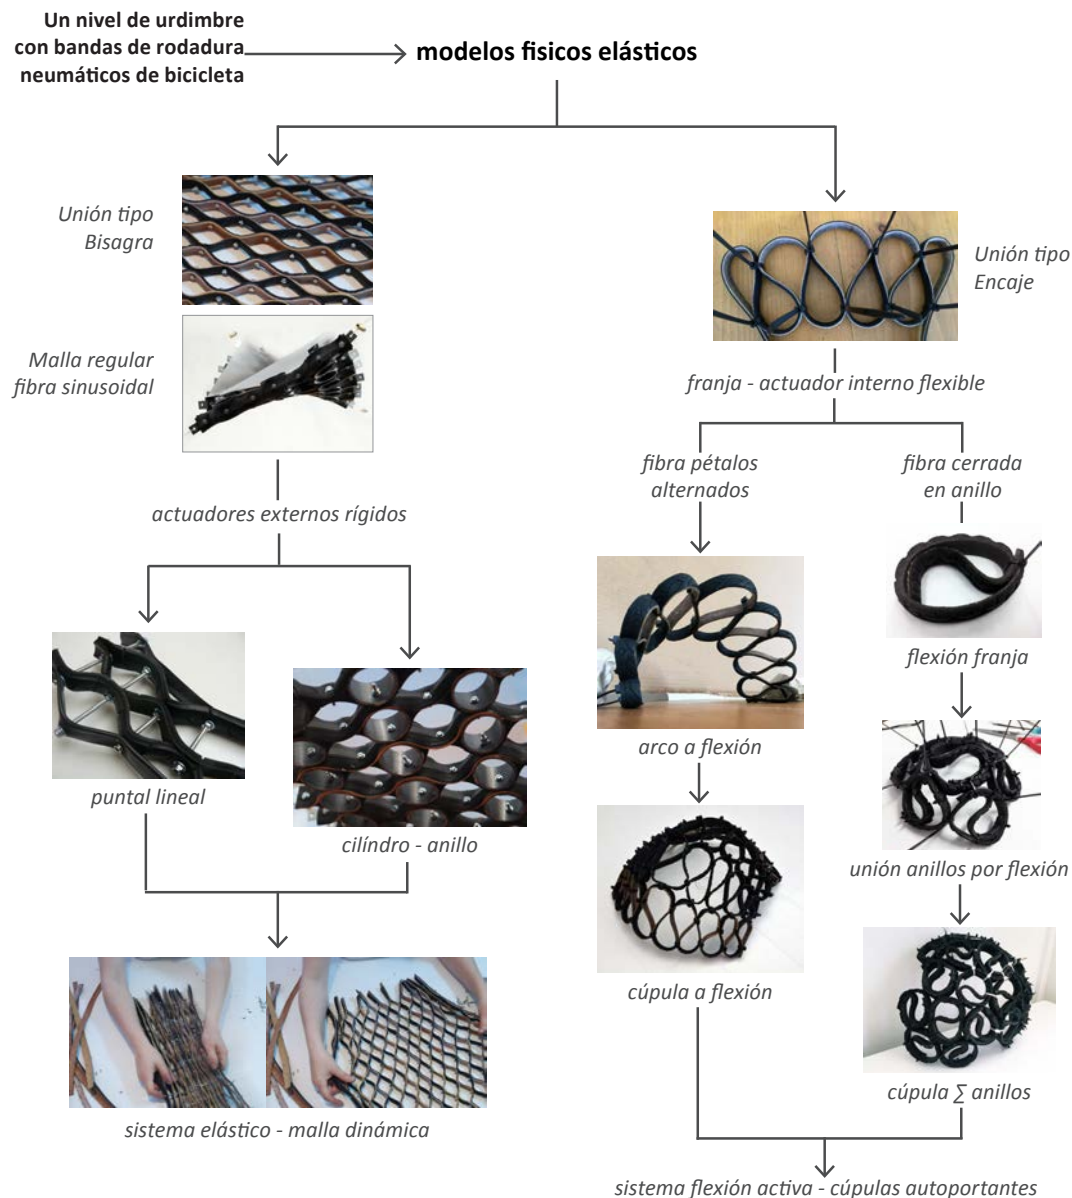 Un nivel de urdimbre
con bandas de rodadura
neumáticos de bicicleta
modelos fisicos elásticos
Unión tipo
Bisagra
Malla regular
fibra sinusoidal
actuadores externos rígidos
puntal lineal
cilíndro - anillo
sistema elástico - malla dinámica
Unión tipo
Encaje
franja - actuador interno flexible
fibra pétalos
alternados
arco a flexión
cúpula a flexión
fibra cerrada
en anillo
flexión franja
unión anillos por flexión
cúpula ∑ anillos
sistema flexión activa - cúpulas autoportantes